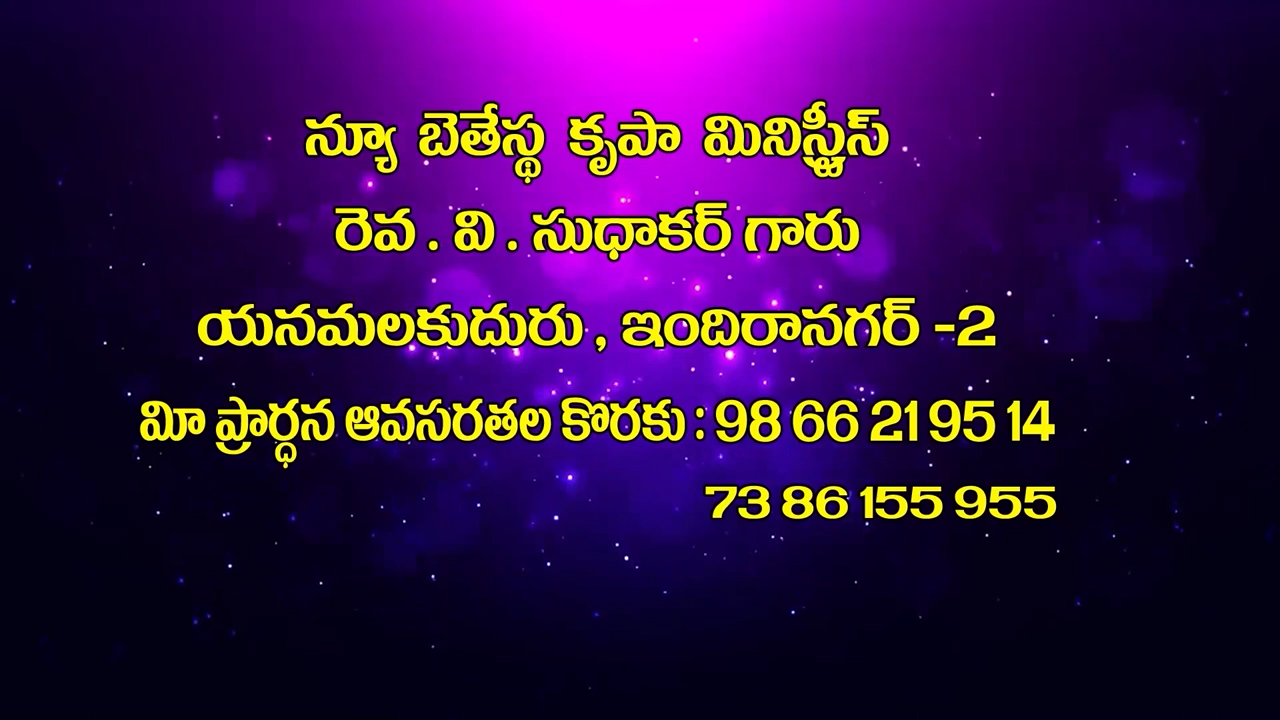 న్యూ బెతేస్థ కృపా మినిస్ట్రీస్
రెవ . వి . సుధాకర్ గారు
యనమలకుదురు , ఇందిరానగర్ -2
మీ ప్రార్ధన ఆవసరతల కొరకు : 98 66 21 95 14
73 86 155 955